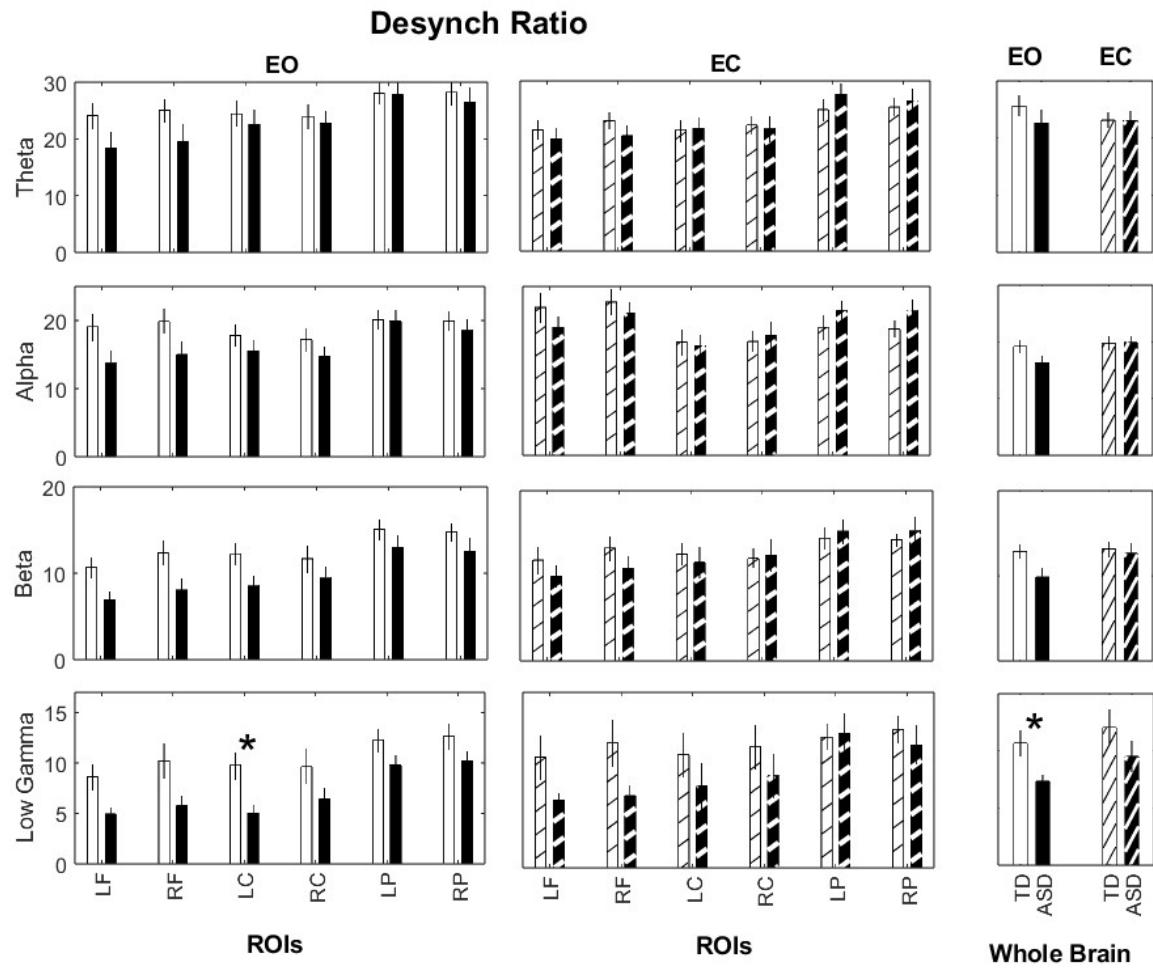 Desynch Ratio
EO
EC
EO EC
Theta
30
20
10
0
Alpha
20
10
0
Beta
20
10
0
Low Gamma
15
10
5
0
*
*
LF RF LC RC LP RP
LF RF LC RC LP RP
TD ASD TD ASD
ROIs
ROIs
Whole Brain